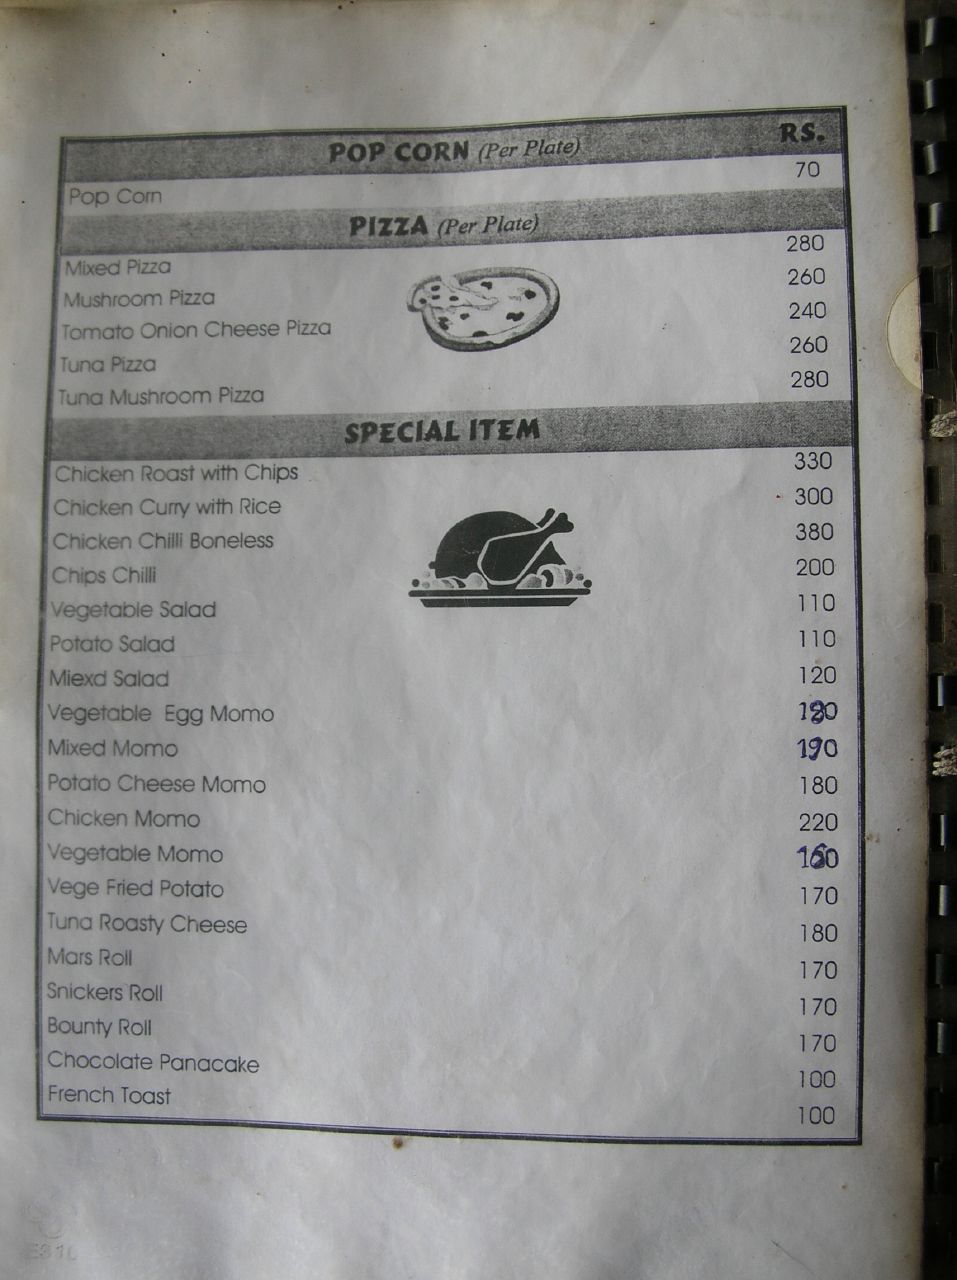 POP CORN (Per Plate) RS.
Pop Corn 70
PIZZA (Per Plate)
Mixed Pizza 280
Mushroom Pizza 260
Tomato Onion Cheese Pizza 240
Tuna Pizza 260
Tuna Mushroom Pizza 280
SPECIAL ITEM
Chicken Roast with Chips 330
Chicken Curry with Rice 300
Chicken Chilli Boneless 380
Chips Chilli 200
Vegetable Salad 110
Potato Salad 110
Miexd Salad 120
Vegetable Egg Momo 180
Mixed Momo 190
Potato Cheese Momo 180
Chicken Momo 220
Vegetable Momo
Vege Fried Potato 170
Tuna Roasty Cheese 180
Mars Roll 170
Snickers Roll 170
Bounty Roll 170
Chocolate Panacake 100
French Toast 100